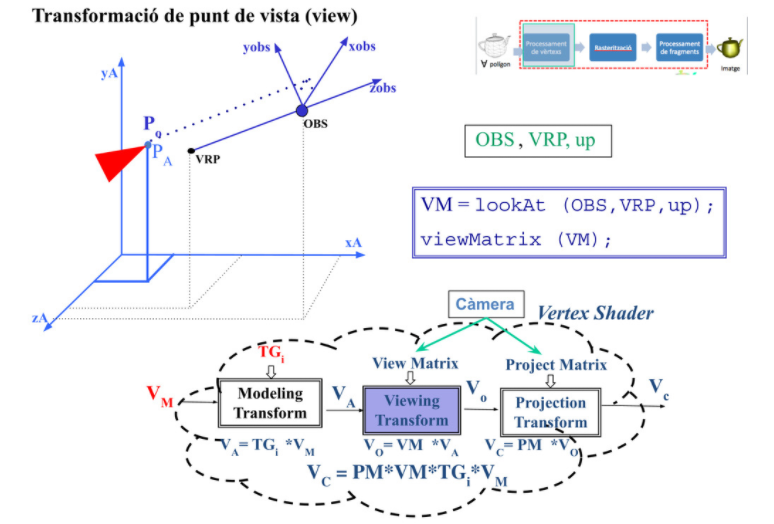 Transformació de punt de vista (view)
∀ polígon
Processament de vèrtexs
Rasterització
Processament de fragments
Imatge
yA
yobs
xobs
zobs
OBS
Po
PA
VRP
xA
zA
OBS , VRP, up
VM = lookAt (OBS,VRP,up);
viewMatrix (VM);
Càmera
Vertex Shader
TGi
View Matrix
Project Matrix
VM
Modeling Transform
VA
Viewing Transform
Vo
Projection Transform
Vc
VA= TGi *VM
VO= VM *VA
VC= PM *VO
VC = PM*VM*TGi*VM